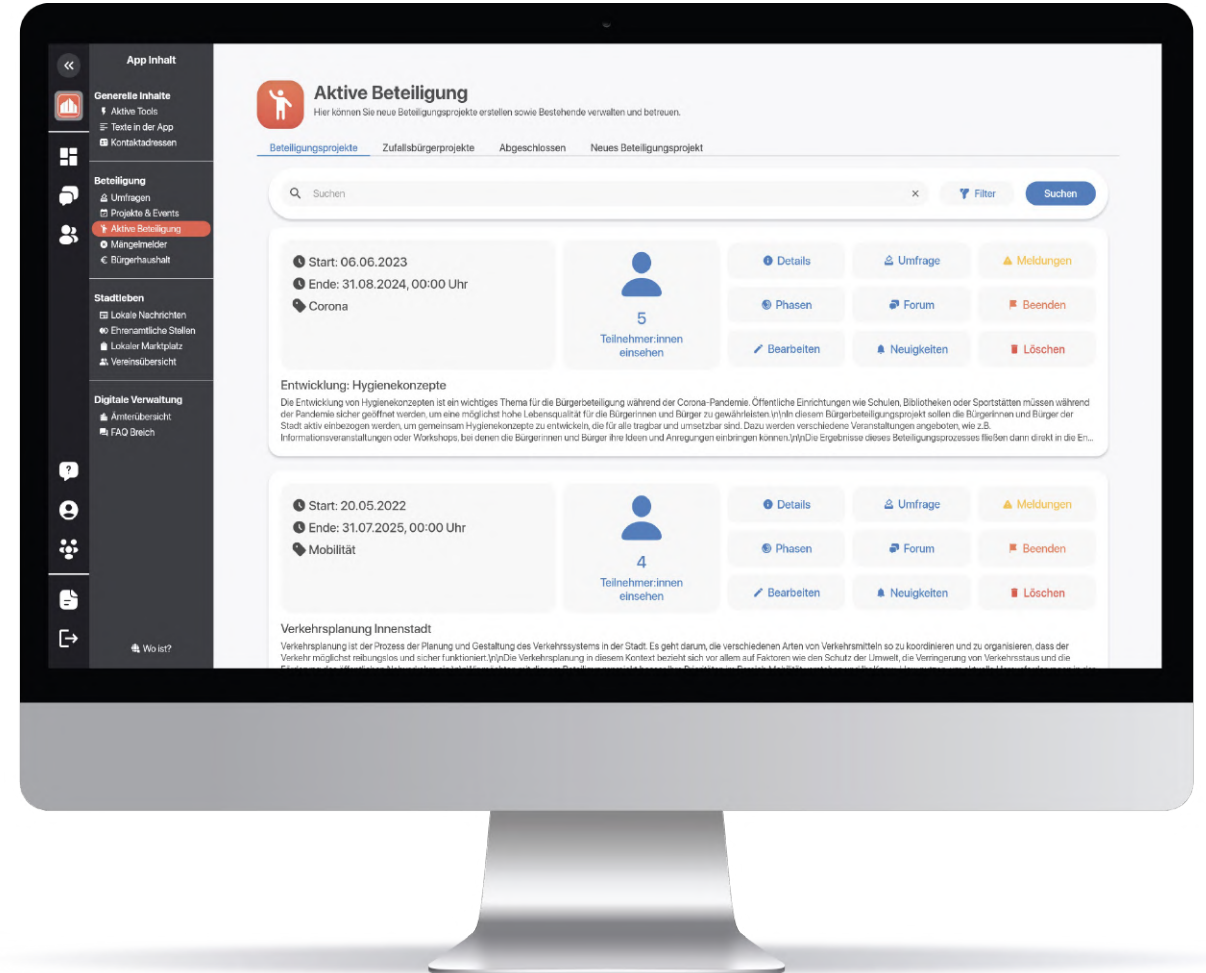 App Inhalt
Generelle Inhalte
Aktive Tools
Texte in der App
Kontaktadressen
Beteiligung
Umfragen
Projekte & Events
Aktive Beteiligung
Mängelmelder
Bürgerhaushalt
Stadtleben
Lokale Nachrichten
Ehrenamtliche Stellen
Lokaler Marktplatz
Vereinsübersicht
Digitale Verwaltung
Ämterübersicht
FAQ Breich
Wo ist?
Aktive Beteiligung
Hier können Sie neue Beteiligungsprojekte erstellen sowie Bestehende verwalten und betreuen.
Beteiligungsprojekte Zufallsbürgerprojekte Abgeschlossen Neues Beteiligungsprojekt
Suchen × Filter Suchen
Start: 06.06.2023
Ende: 31.08.2024, 00:00 Uhr
Corona
5
Teilnehmer:innen
einsehen
Details Umfrage Meldungen
Phasen Forum Beenden
Bearbeiten Neuigkeiten Löschen
Entwicklung: Hygienekonzepte
Die Entwicklung von Hygienekonzepten ist ein wichtiges Thema für die Bürgerbeteiligung während der Corona-Pandemie. Öffentliche Einrichtungen wie Schulen, Bibliotheken oder Sportstätten müssen während
der Pandemie sicher geöffnet werden, um eine möglichst hohe Lebensqualität für die Bürgerinnen und Bürger zu gewährleisten.\n\nIn diesem Bürgerbeteiligungsprojekt sollen die Bürgerinnen und Bürger der
Stadt aktiv einbezogen werden, um gemeinsam Hygienekonzepte zu entwickeln, die für alle tragbar und umsetzbar sind. Dazu werden verschiedene Veranstaltungen angeboten, wie z.B.
Informationsveranstaltungen oder Workshops, bei denen die Bürgerinnen und Bürger ihre Ideen und Anregungen einbringen können.\n\nDie Ergebnisse dieses Beteiligungsprozesses fließen dann direkt in die En...
Start: 20.05.2022
Ende: 31.07.2025, 00:00 Uhr
Mobilität
4
Teilnehmer:innen
einsehen
Details Umfrage Meldungen
Phasen Forum Beenden
Bearbeiten Neuigkeiten Löschen
Verkehrsplanung Innenstadt
Verkehrsplanung ist der Prozess der Planung und Gestaltung des Verkehrssystems in der Stadt. Es geht darum, die verschiedenen Arten von Verkehrsmitteln so zu koordinieren und zu organisieren, dass der
Verkehr möglichst reibungslos und sicher funktioniert.\n\nDie Verkehrsplanung in diesem Kontext bezieht sich vor allem auf Faktoren wie den Schutz der Umwelt, die Verringerung von Verkehrsstaus und die